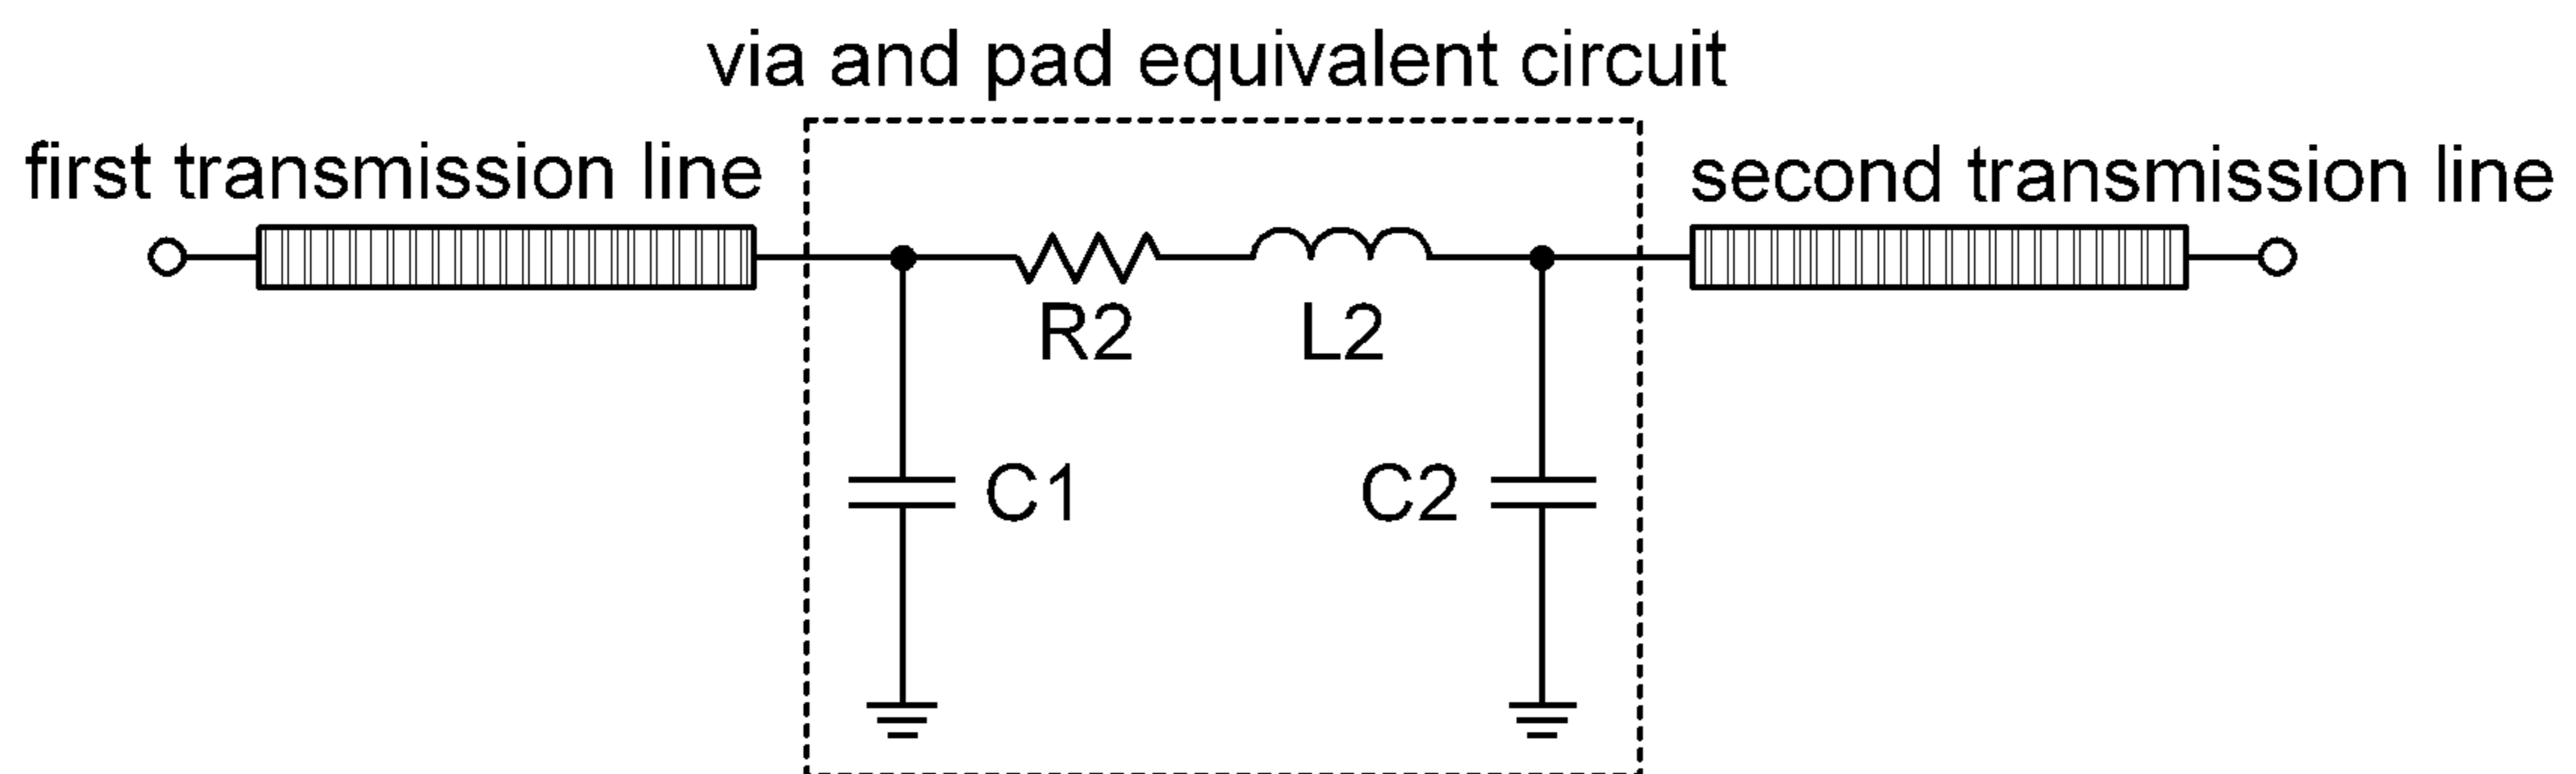 via and pad equivalent circuit
first transmission line
second transmission line
R2
L2
C1
C2